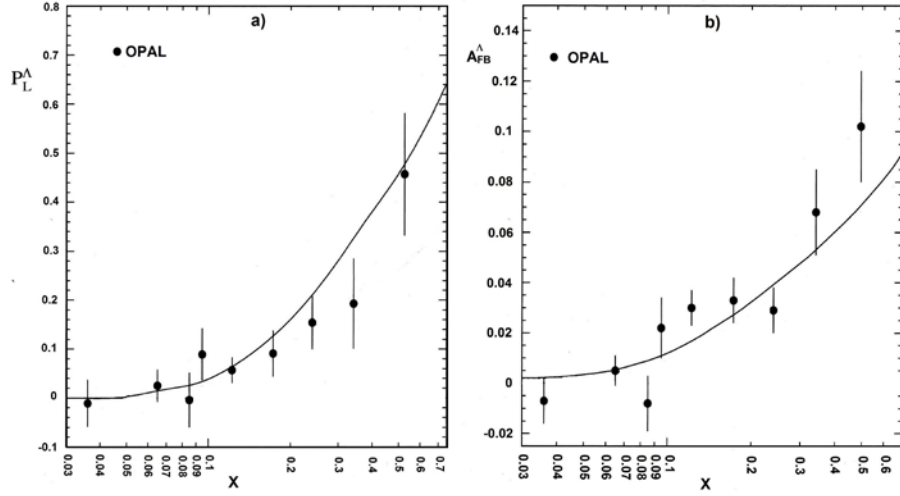 a)
OPAL
P_L^Λ
0.8
0.7
0.6
0.5
0.4
0.3
0.2
0.1
0
-0.1
0.03 0.04 0.05 0.06 0.07 0.08 0.09 0.1 0.2 0.3 0.4 0.5 0.6 0.7
X
b)
OPAL
A_FB^Λ
0.14
0.12
0.1
0.08
0.06
0.04
0.02
0
-0.02
0.03 0.04 0.05 0.06 0.07 0.08 0.09 0.1 0.2 0.3 0.4 0.5 0.6
X